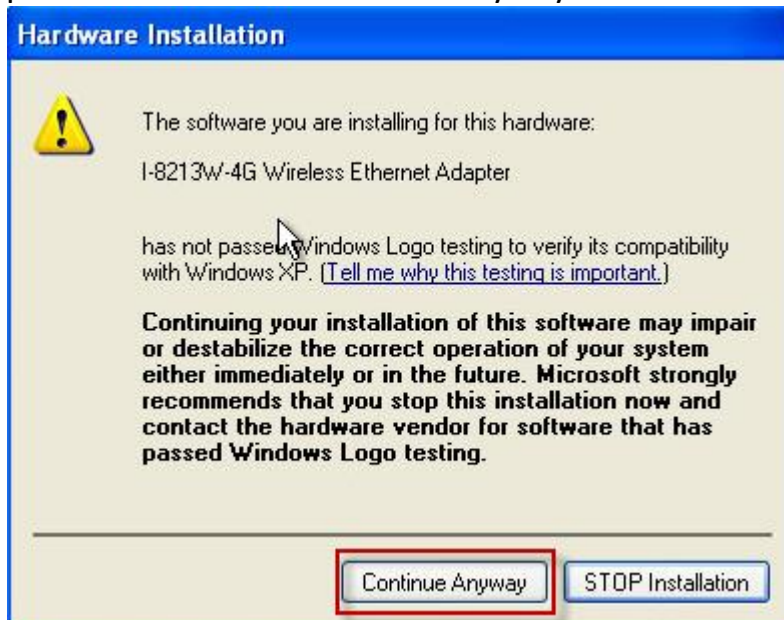 Hardware Installation
The software you are installing for this hardware:
I-8213W-4G Wireless Ethernet Adapter
has not passed Windows Logo testing to verify its compatibility
with Windows XP. (Tell me why this testing is important.)
Continuing your installation of this software may impair
or destabilize the correct operation of your system
either immediately or in the future. Microsoft strongly
recommends that you stop this installation now and
contact the hardware vendor for software that has
passed Windows Logo testing.
Continue Anyway
STOP Installation